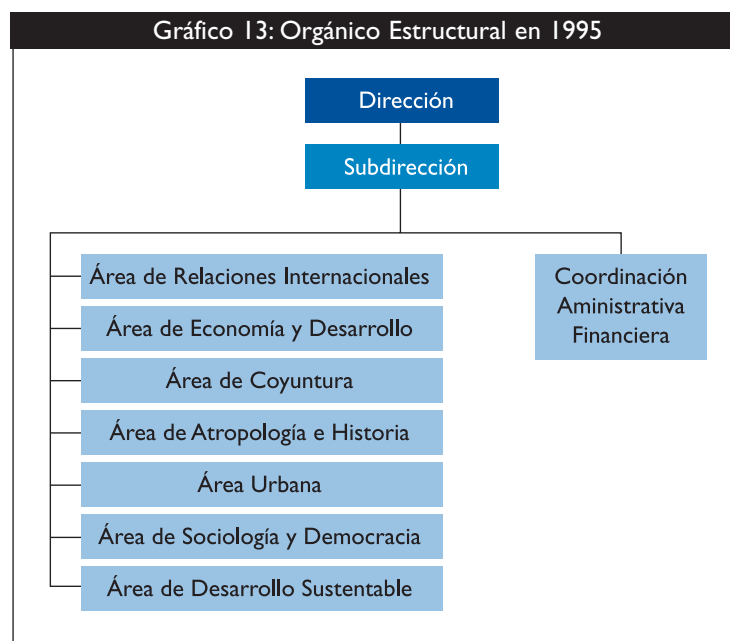 Gráfico 13: Orgánico Estructural en 1995
Dirección
Subdirección
Área de Relaciones Internacionales
Área de Economía y Desarrollo
Área de Coyuntura
Área de Atropología e Historia
Área Urbana
Área de Sociología y Democracia
Área de Desarrollo Sustentable
Coordinación
Aministrativa
Financiera